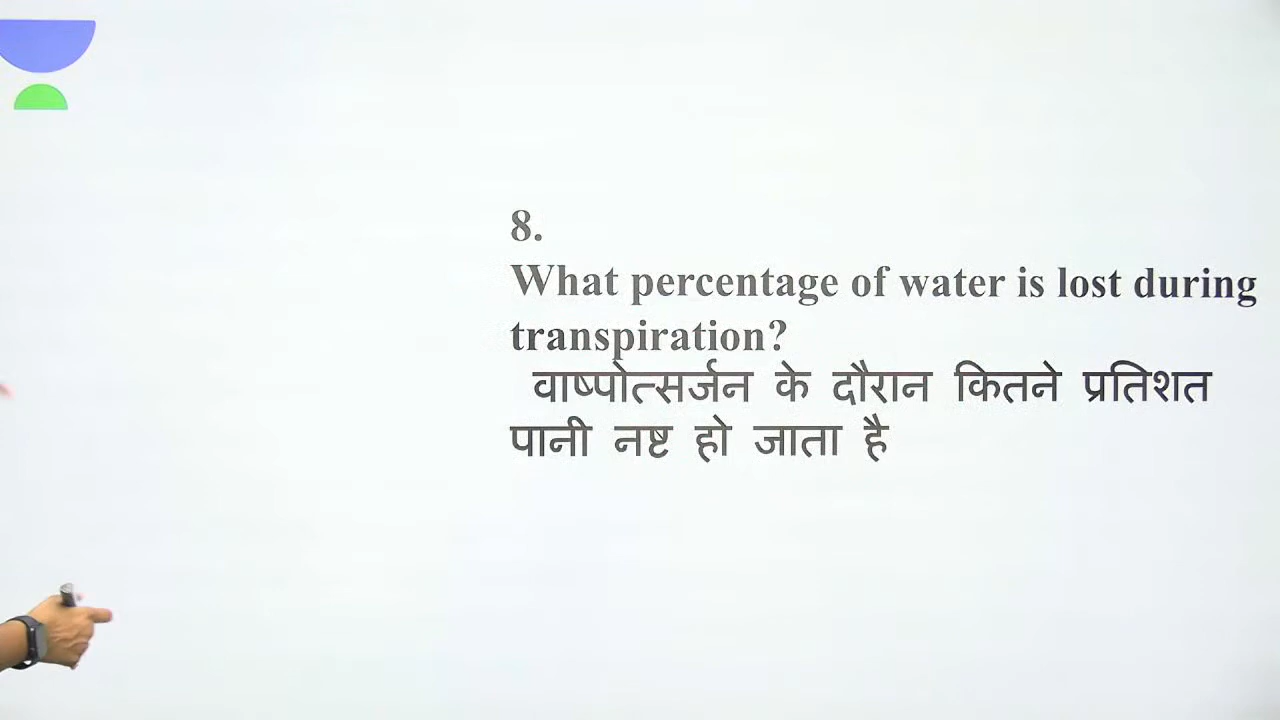 8.
What percentage of water is lost during
transpiration?
वाष्पोत्सर्जन के दौरान कितने प्रतिशत
पानी नष्ट हो जाता है